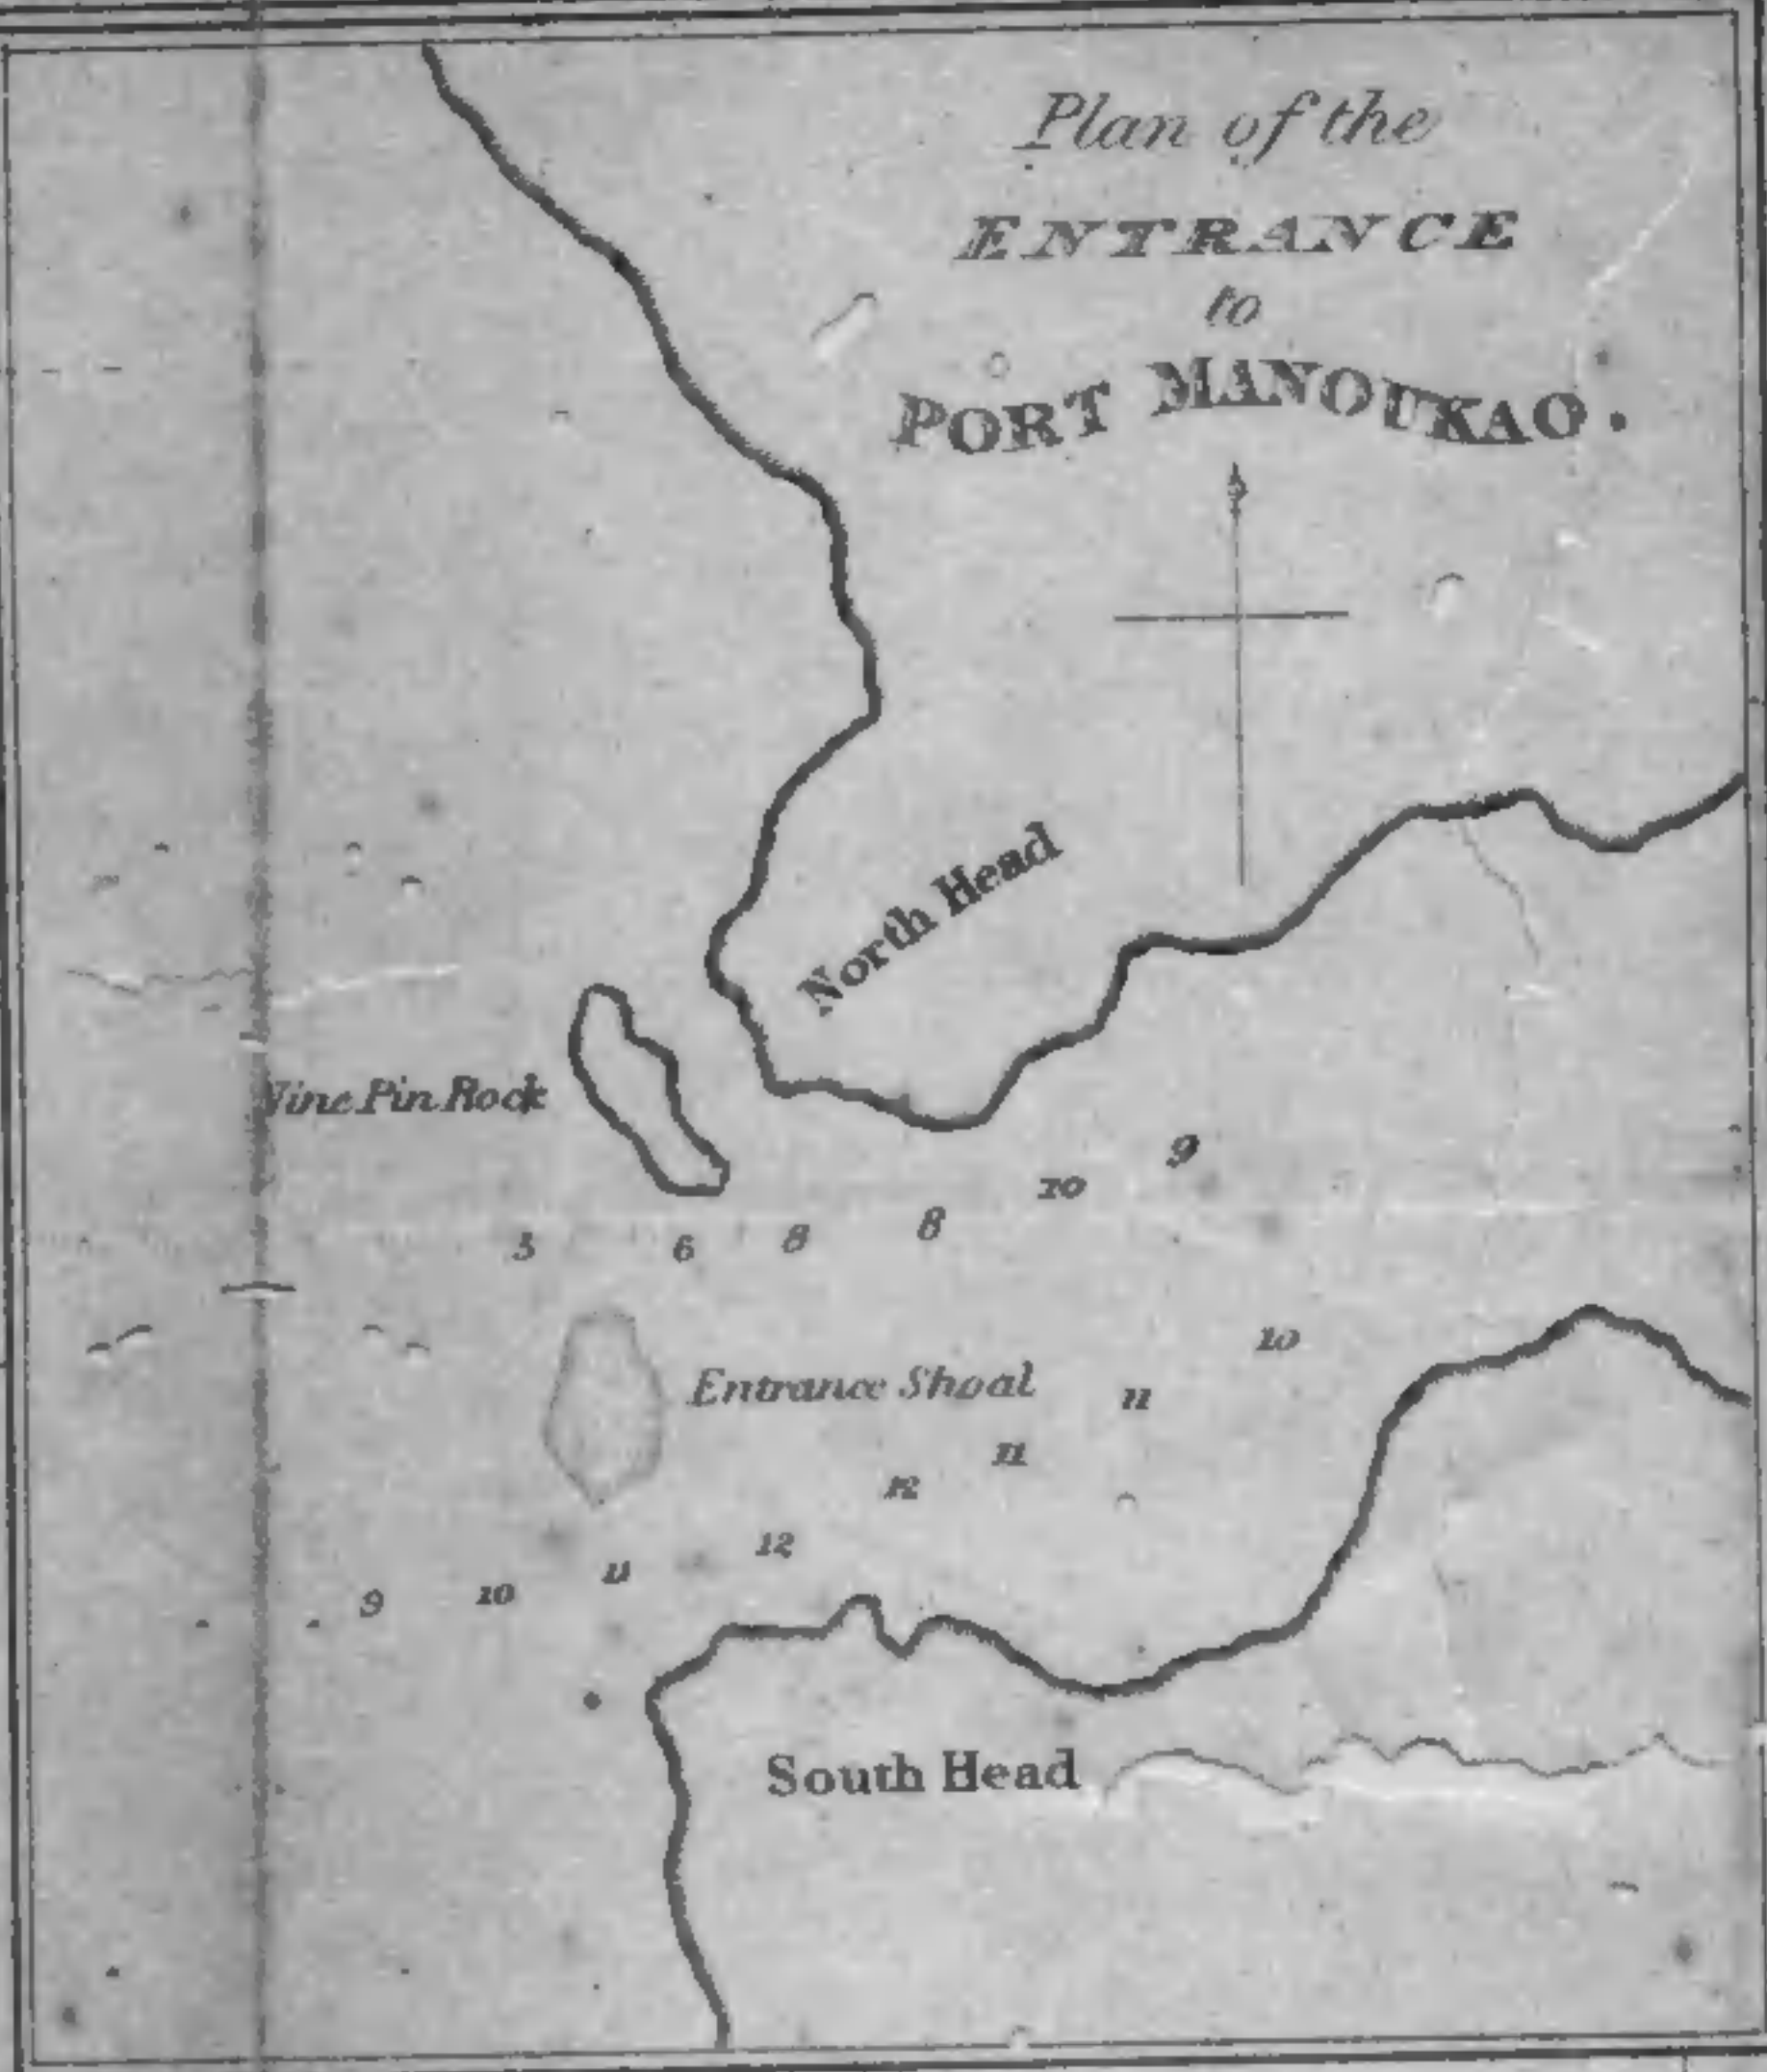 Plan of the
ENTRANCE
to
PORT MANOUKAO.
North Head
Nine Pin Rock
9
10
5 6 8 8
10
Entrance Shoal
11
11
12
12
11
9 10
South Head